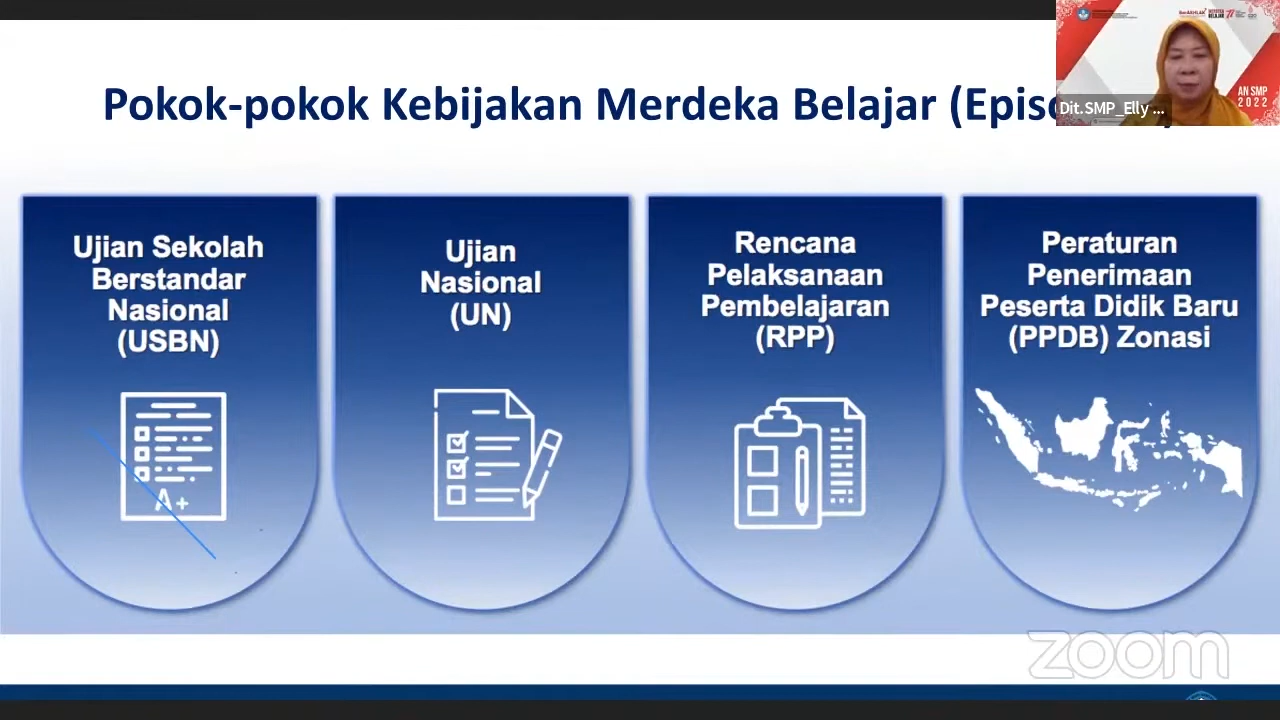 Pokok-pokok Kebijakan Merdeka Belajar (Episo
Dit.SMP_Elly ...
AN SMP
2022
Ujian Sekolah
Berstandar
Nasional
(USBN)
A+
Ujian
Nasional
(UN)
Rencana
Pelaksanaan
Pembelajaran
(RPP)
Peraturan
Penerimaan
Peserta Didik Baru
(PPDB) Zonasi
zoom